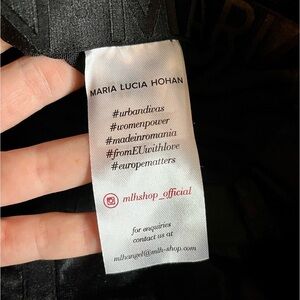 MARIA LUCIA HOHAN
#urbandivas
#womenpower
#madeinromania
#fromEUwithlove
#europematters
mlhshop_official
for enquiries
contact us at
mlhangel@mlh-shop.com